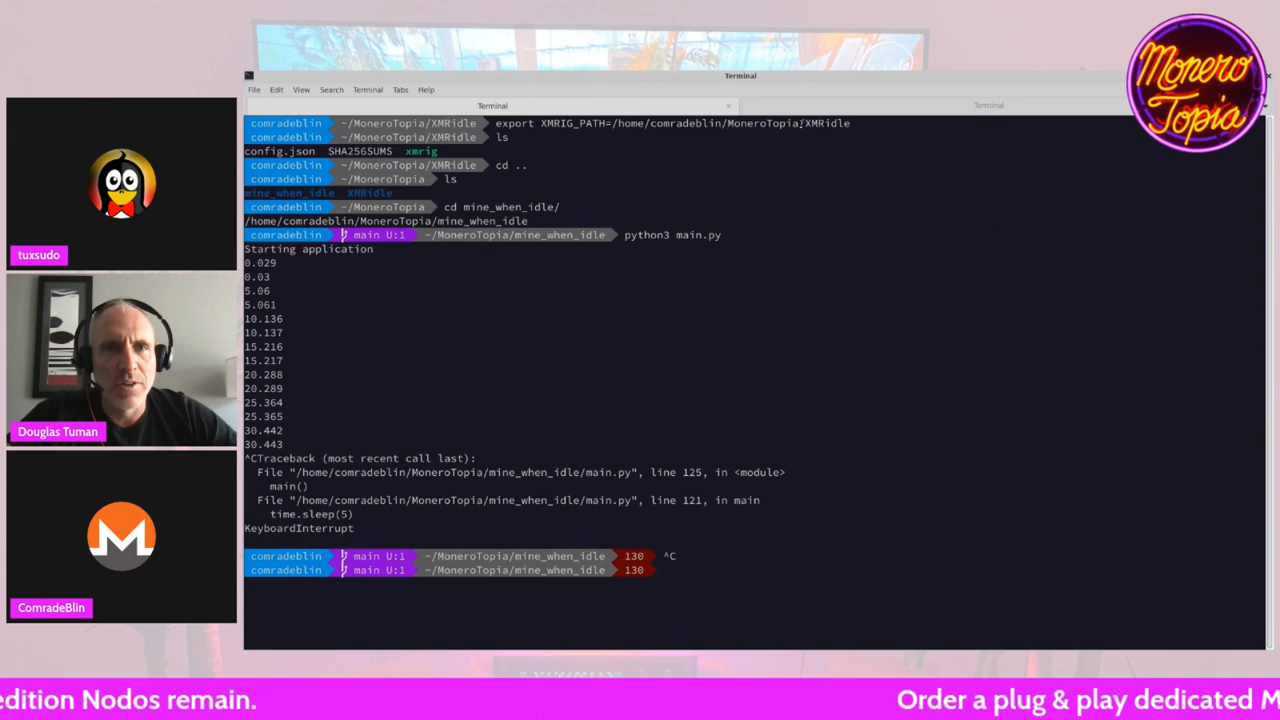 Monero
Topia
Terminal
File Edit View Search Terminal Tabs Help
Terminal × Terminal
comradeblin ~/MoneroTopia/XMRidle export XMRIG_PATH=/home/comradeblin/MoneroTopia/XMRidle
comradeblin ~/MoneroTopia/XMRidle ls
config.json SHA256SUMS xmrig
comradeblin ~/MoneroTopia/XMRidle cd ..
comradeblin ~/MoneroTopia ls
mine_when_idle XMRidle
comradeblin ~/MoneroTopia cd mine_when_idle/
/home/comradeblin/MoneroTopia/mine_when_idle
comradeblin main U:1 ~/MoneroTopia/mine_when_idle python3 main.py
Starting application
0.029
0.03
5.06
5.061
10.136
10.137
15.216
15.217
20.288
20.289
25.364
25.365
30.442
30.443
^CTraceback (most recent call last):
File "/home/comradeblin/MoneroTopia/mine_when_idle/main.py", line 125, in <module>
main()
File "/home/comradeblin/MoneroTopia/mine_when_idle/main.py", line 121, in main
time.sleep(5)
KeyboardInterrupt
comradeblin main U:1 ~/MoneroTopia/mine_when_idle 130 ^C
comradeblin main U:1 ~/MoneroTopia/mine_when_idle 130
tuxsudo
Douglas Tuman
ComradeBlin
edition Nodos remain. Order a plug & play dedicated M